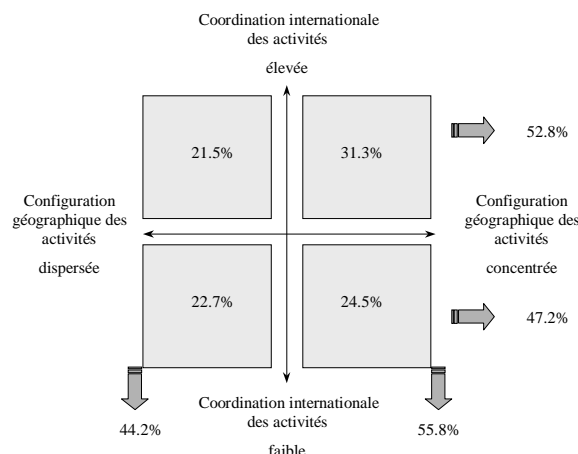 Coordination internationale
des activités
élevée
21.5%
31.3%
52.8%
Configuration
géographique des
activités
dispersée
Configuration
géographique des
activités
concentrée
22.7%
24.5%
47.2%
Coordination internationale
des activités
faible
44.2%
55.8%